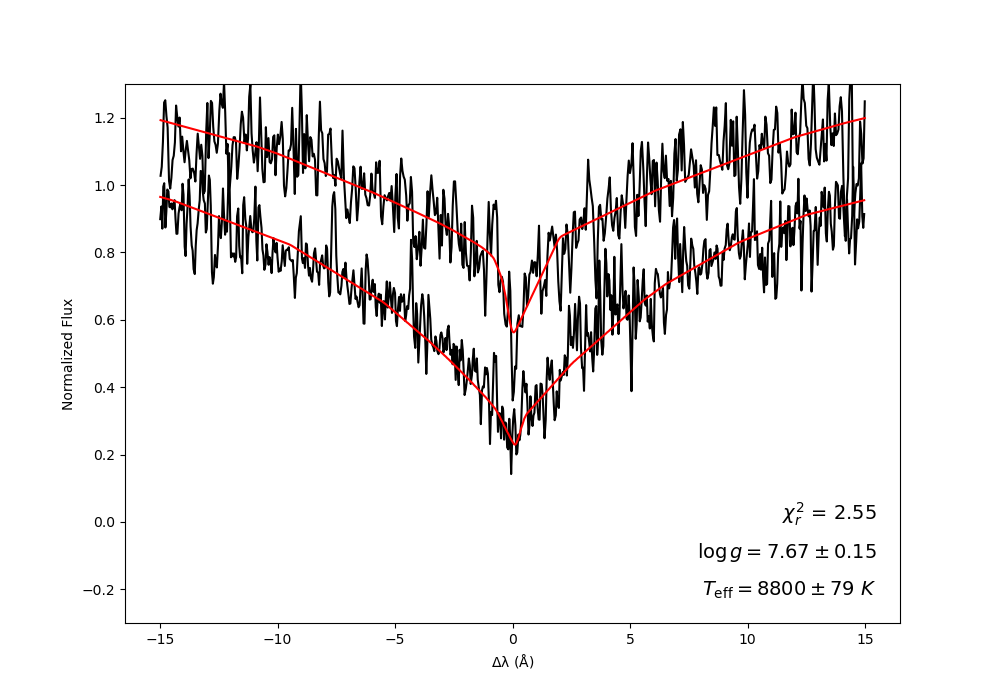 1.2
1.0
0.8
0.6
0.4
0.2
0.0
−0.2
Normalized Flux
χ²ᵣ = 2.55
log g = 7.67 ± 0.15
T_eff = 8800 ± 79 K
−15 −10 −5 0 5 10 15
Δλ (Å)